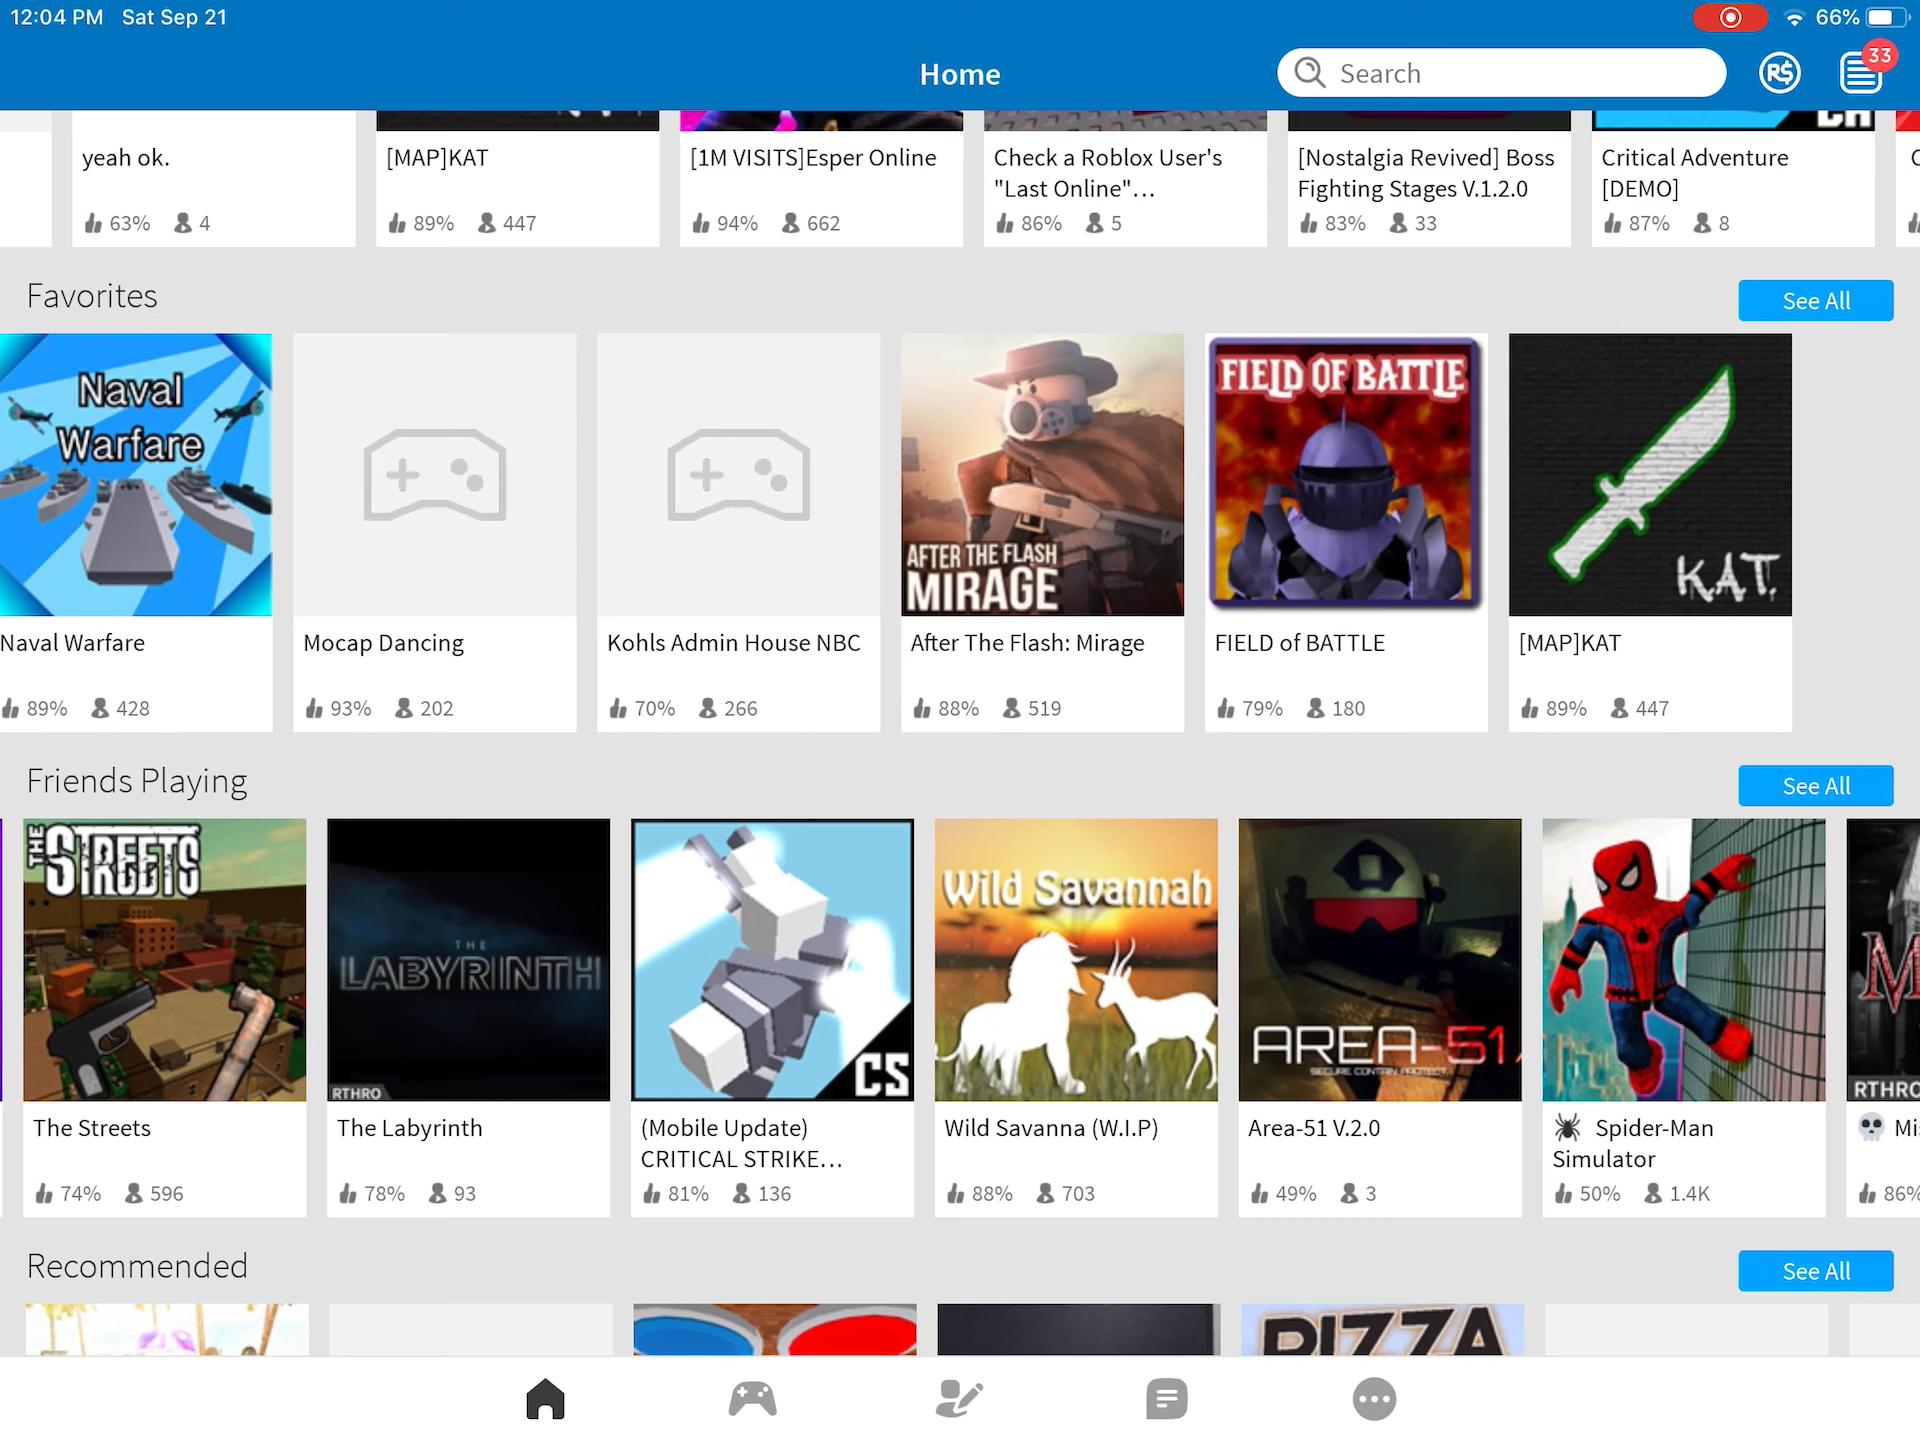 12:04 PM Sat Sep 21
66%
Home
Search
R$
33
yeah ok.
63% 4
[MAP]KAT
89% 447
[1M VISITS]Esper Online
94% 662
Check a Roblox User's
"Last Online"...
86% 5
[Nostalgia Revived] Boss
Fighting Stages V.1.2.0
83% 33
Critical Adventure
[DEMO]
87% 8
Favorites
See All
Naval
Warfare
Naval Warfare
89% 428
Mocap Dancing
93% 202
Kohls Admin House NBC
70% 266
AFTER THE FLASH
MIRAGE
After The Flash: Mirage
88% 519
FIELD OF BATTLE
FIELD of BATTLE
79% 180
K.A.T.
[MAP]KAT
89% 447
Friends Playing
See All
THE
STREETS
The Streets
74% 596
THE
LABYRINTH
RTHRO
The Labyrinth
78% 93
CS
(Mobile Update)
CRITICAL STRIKE...
81% 136
Wild Savannah
Wild Savanna (W.I.P)
88% 703
AREA-51
SECURE CONTAIN PROTECT
Area-51 V.2.0
49% 3
Spider-Man
Simulator
50% 1.4K
M
RTHRO
Mi
86%
Recommended
See All
PIZZA